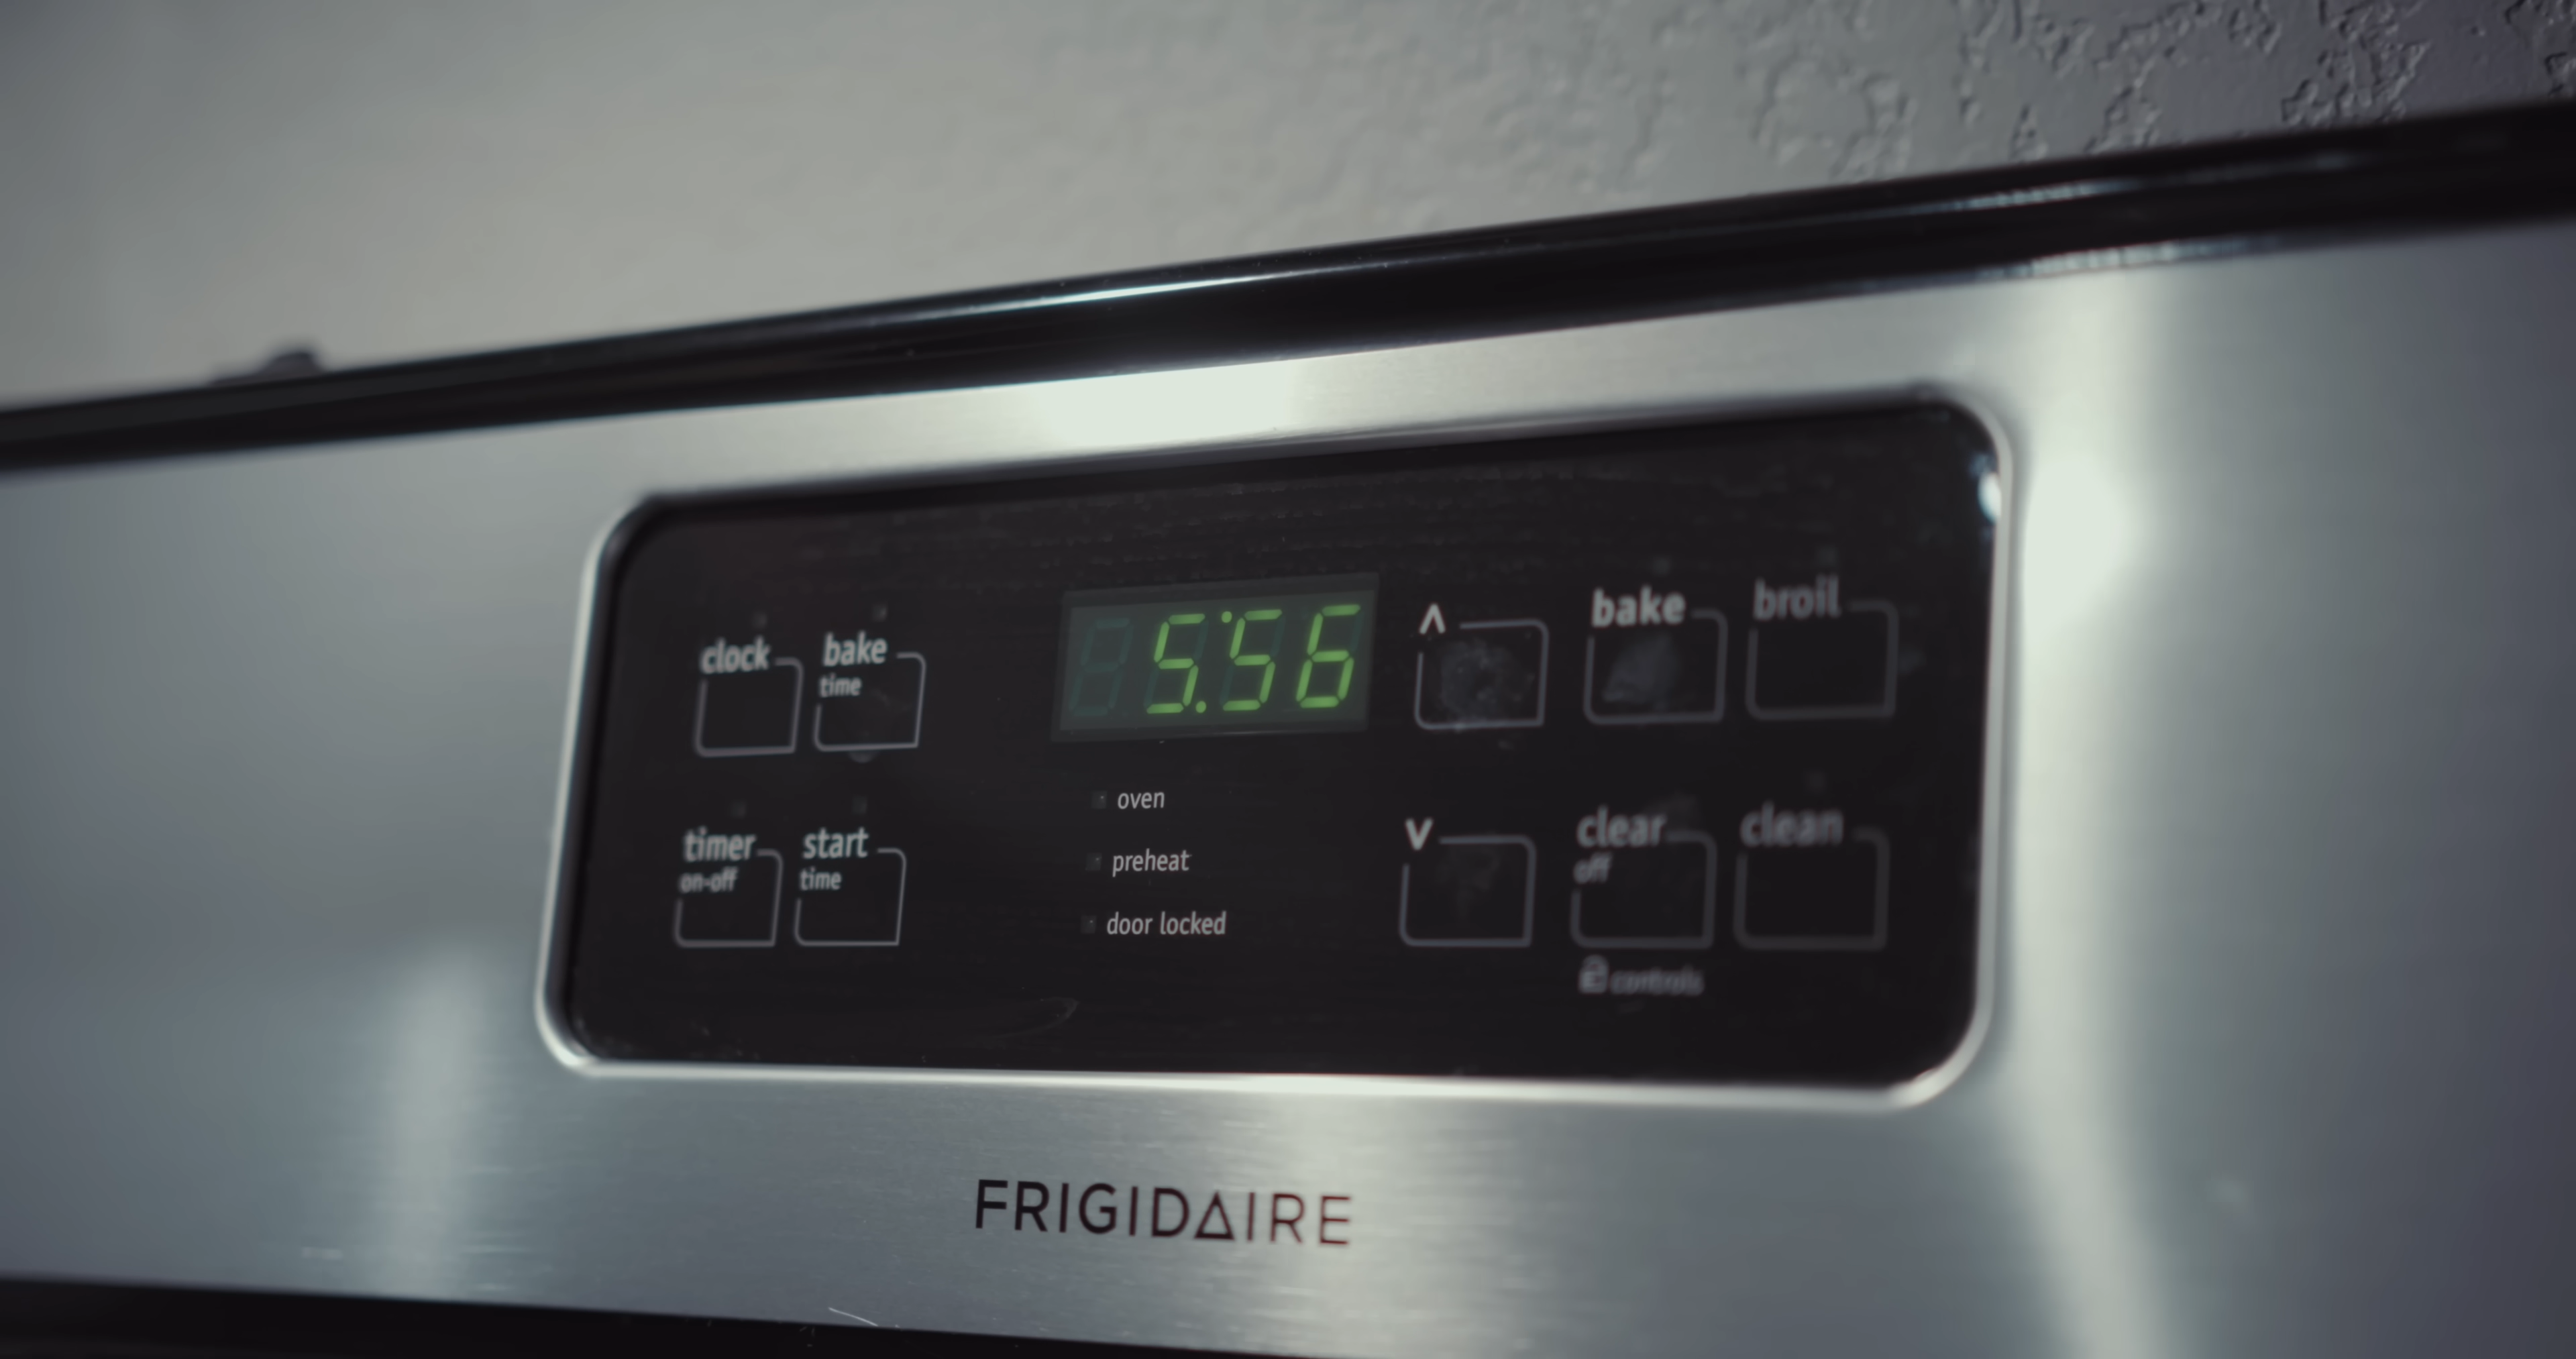 clock
bake
time
5:56
bake
broil
timer
on-off
start
time
oven
preheat
door locked
clear
off
clean
controls
FRIGIDAIRE